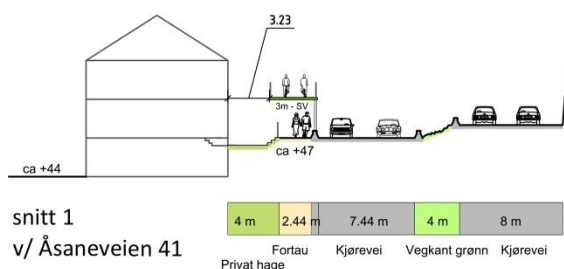 3.23
3m - SV
ca +44
ca +47
snitt 1
v/ Åsaneveien 41
4 m
2.44 m
7.44 m
4 m
8 m
Fortau
Kjørevei
Vegkant grønn
Kjørevei
Privat hage